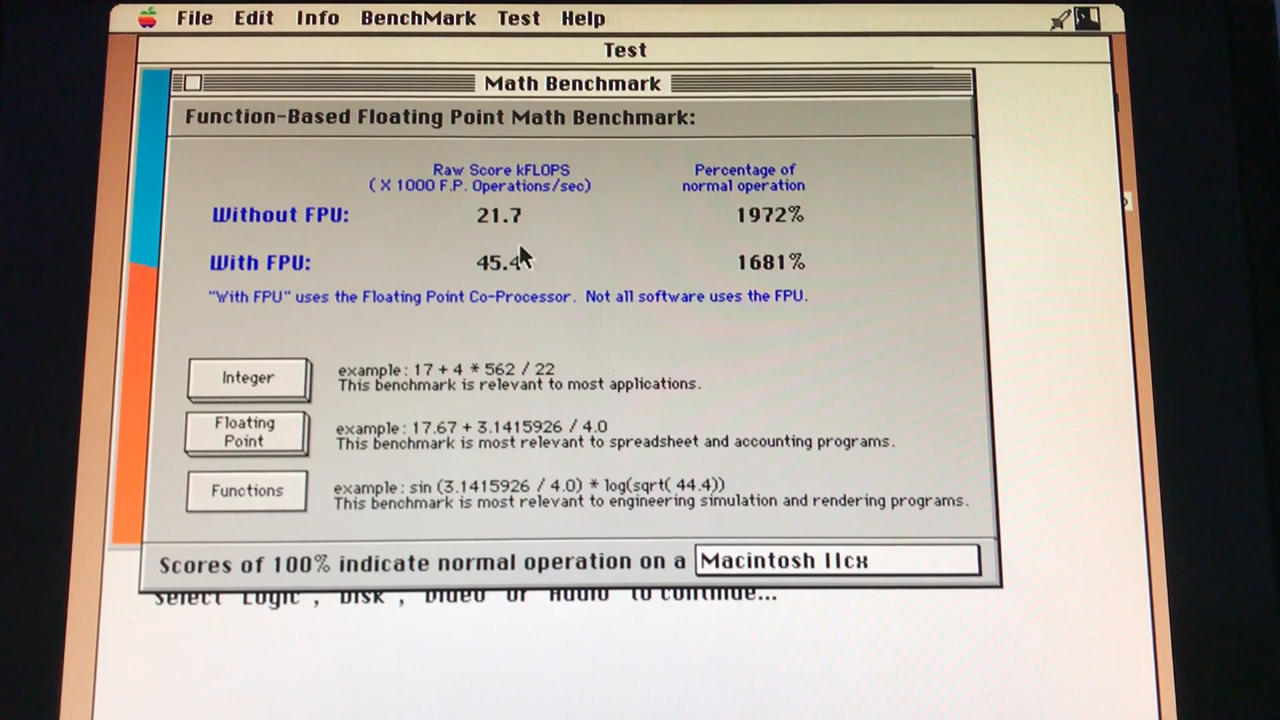 File Edit Info BenchMark Test Help
Test
Math Benchmark
Function-Based Floating Point Math Benchmark:
Raw Score kFLOPS
( X 1000 F.P. Operations/sec)
Percentage of
normal operation
Without FPU: 21.7 1972%
With FPU: 45.4 1681%
"With FPU" uses the Floating Point Co-Processor. Not all software uses the FPU.
Integer
example: 17 + 4 * 562 / 22
This benchmark is relevant to most applications.
Floating
Point
example: 17.67 + 3.1415926 / 4.0
This benchmark is most relevant to spreadsheet and accounting programs.
Functions
example: sin (3.1415926 / 4.0) * log(sqrt( 44.4))
This benchmark is most relevant to engineering simulation and rendering programs.
Scores of 100% indicate normal operation on a Macintosh IIcx
Select Logic , Disk , Video or Audio to continue...